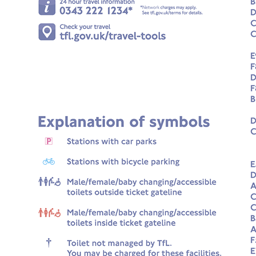 24 hour travel information
0343 222 1234*
*Network charges may apply.
See tfl.gov.uk/terms for details.
Check your travel
tfl.gov.uk/travel-tools
Explanation of symbols
P Stations with car parks
Stations with bicycle parking
Male/female/baby changing/accessible
toilets outside ticket gateline
Male/female/baby changing/accessible
toilets inside ticket gateline
† Toilet not managed by TfL.
You may be charged for these facilities.